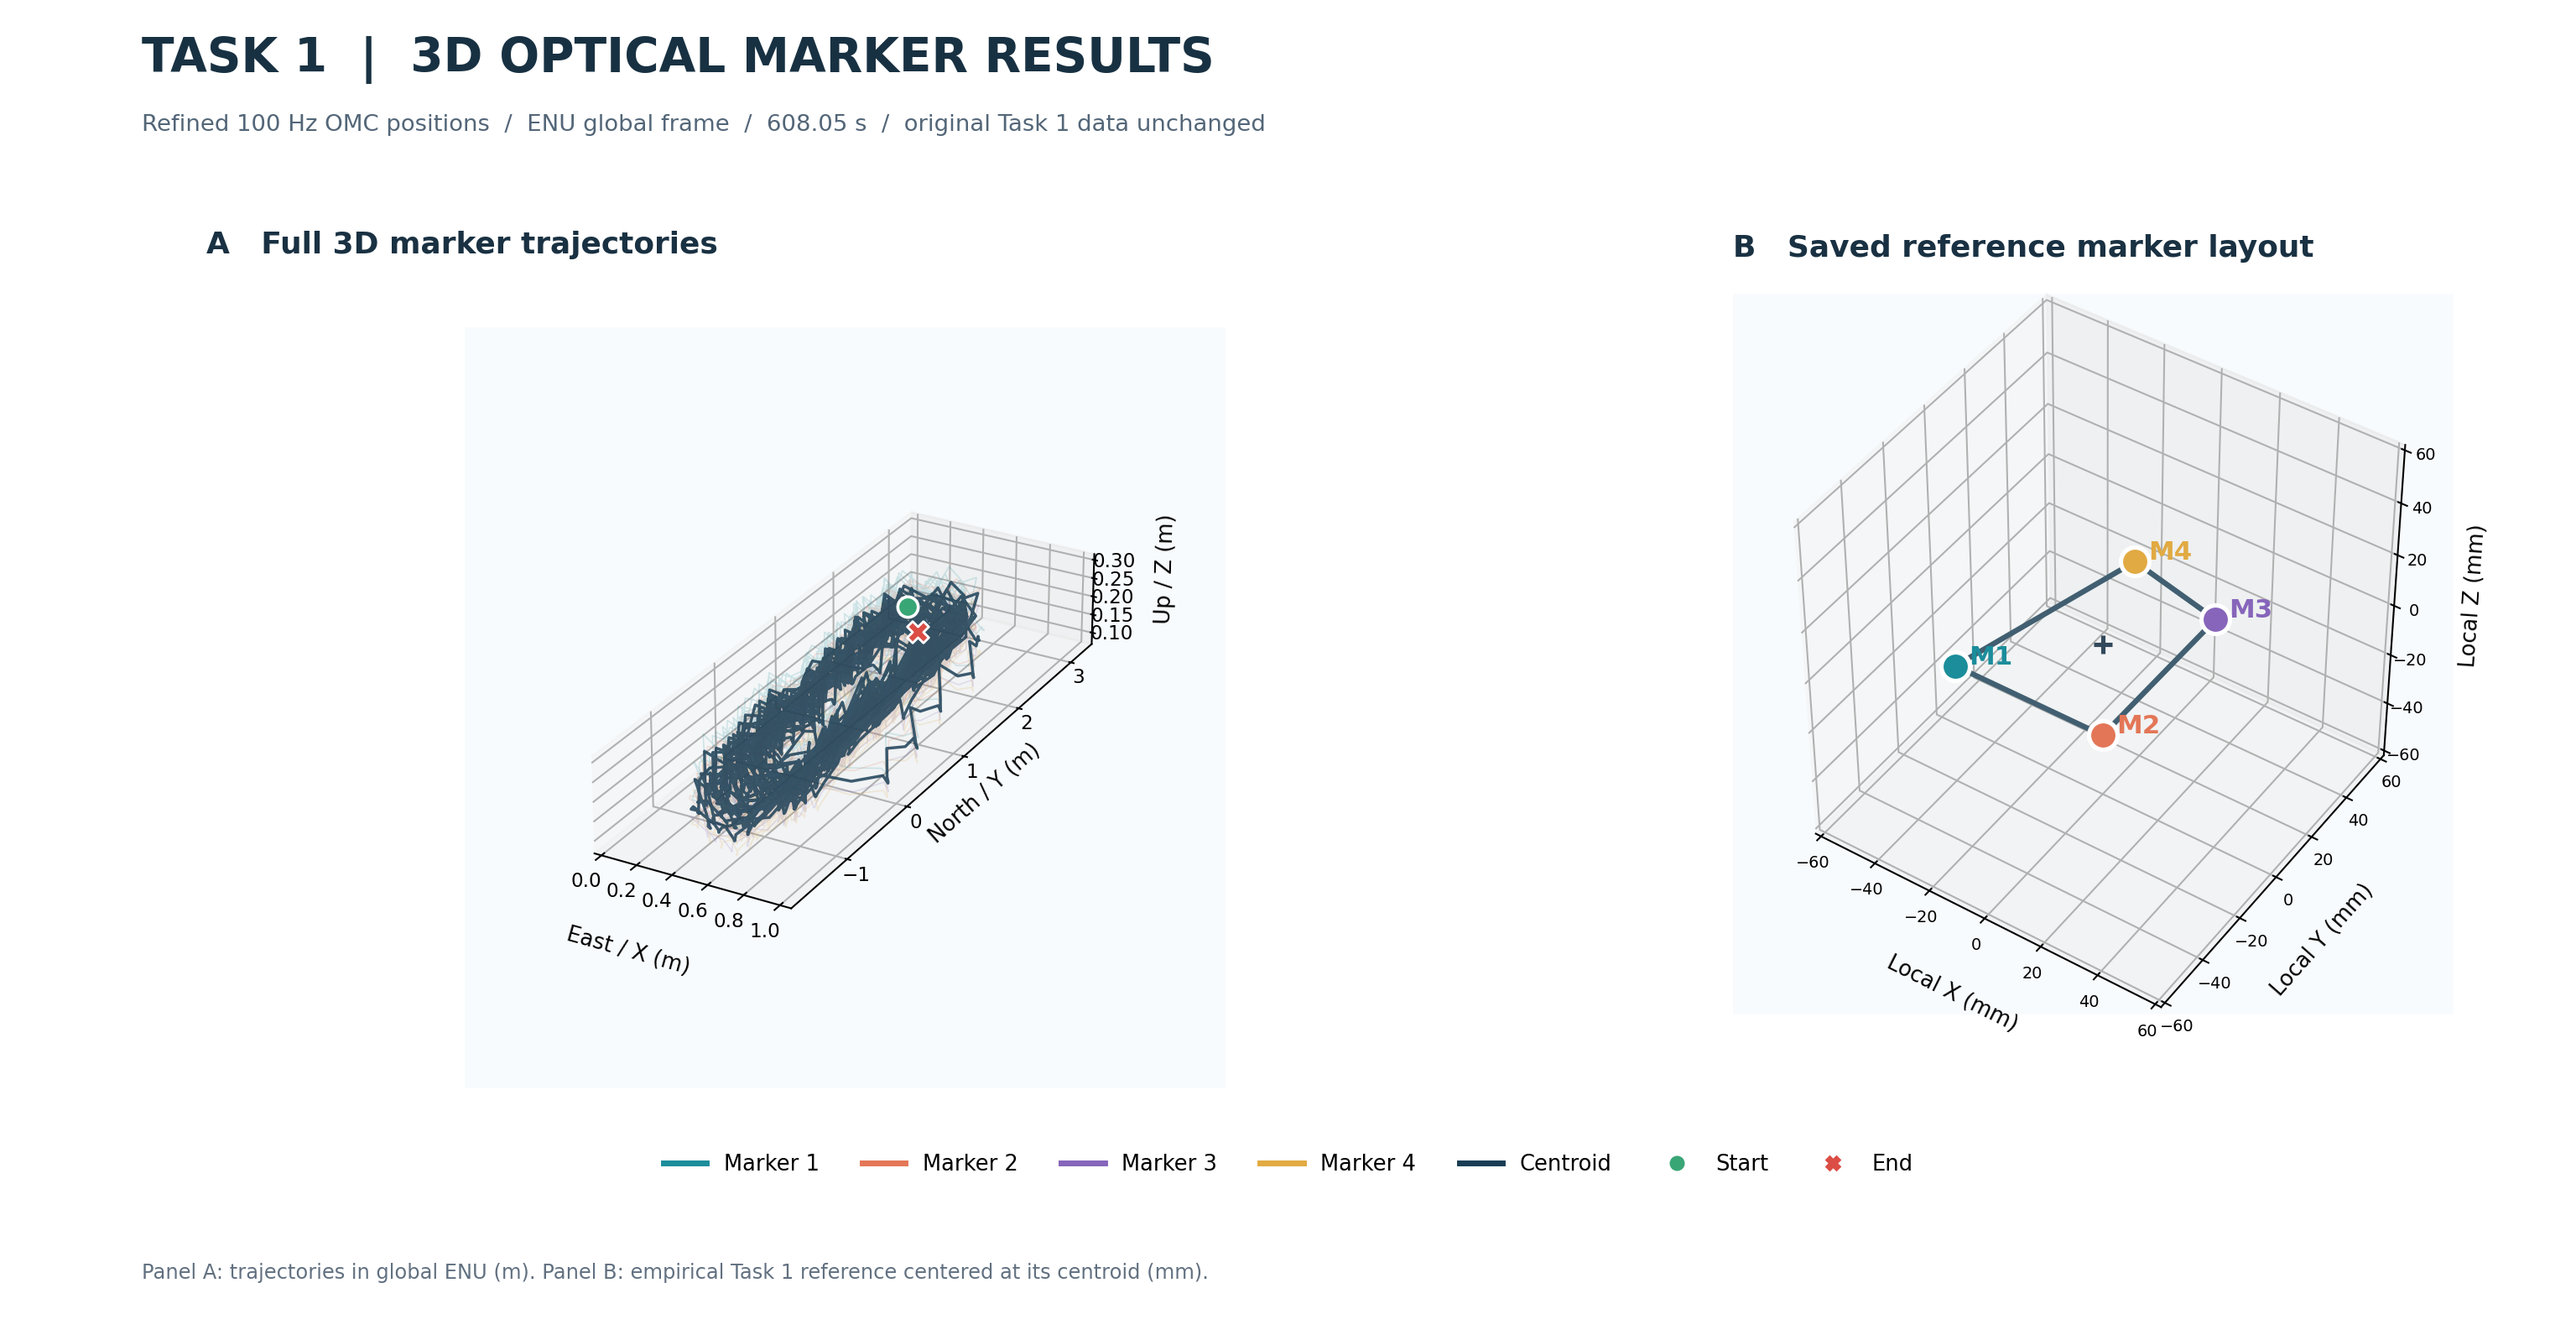 TASK 1 | 3D OPTICAL MARKER RESULTS
Refined 100 Hz OMC positions / ENU global frame / 608.05 s / original Task 1 data unchanged
A Full 3D marker trajectories
0.30
0.25
0.20
0.15
0.10
Up / Z (m)
3
2
1
0
−1
North / Y (m)
0.0
0.2
0.4
0.6
0.8
1.0
East / X (m)
B Saved reference marker layout
M4
M3
M1
M2
60
40
20
0
−20
−40
−60
Local Z (mm)
60
40
20
0
−20
−40
−60
Local Y (mm)
−60
−40
−20
0
20
40
60
Local X (mm)
Marker 1 Marker 2 Marker 3 Marker 4 Centroid Start End
Panel A: trajectories in global ENU (m). Panel B: empirical Task 1 reference centered at its centroid (mm).